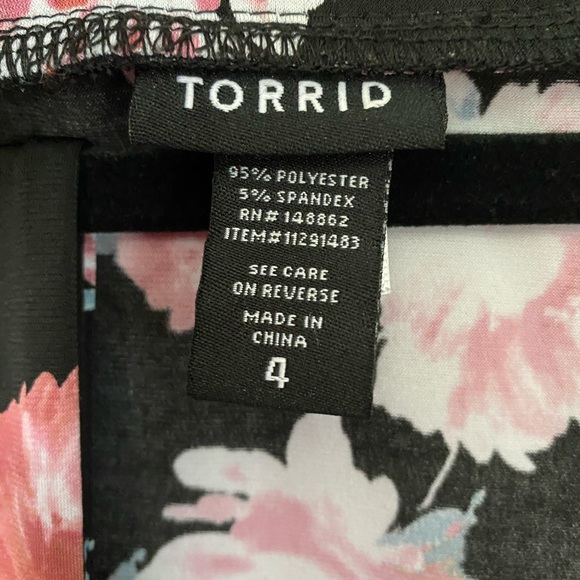 TORRID
95% POLYESTER
5% SPANDEX
RN# 148862
ITEM#11291483
SEE CARE
ON REVERSE
MADE IN
CHINA
4